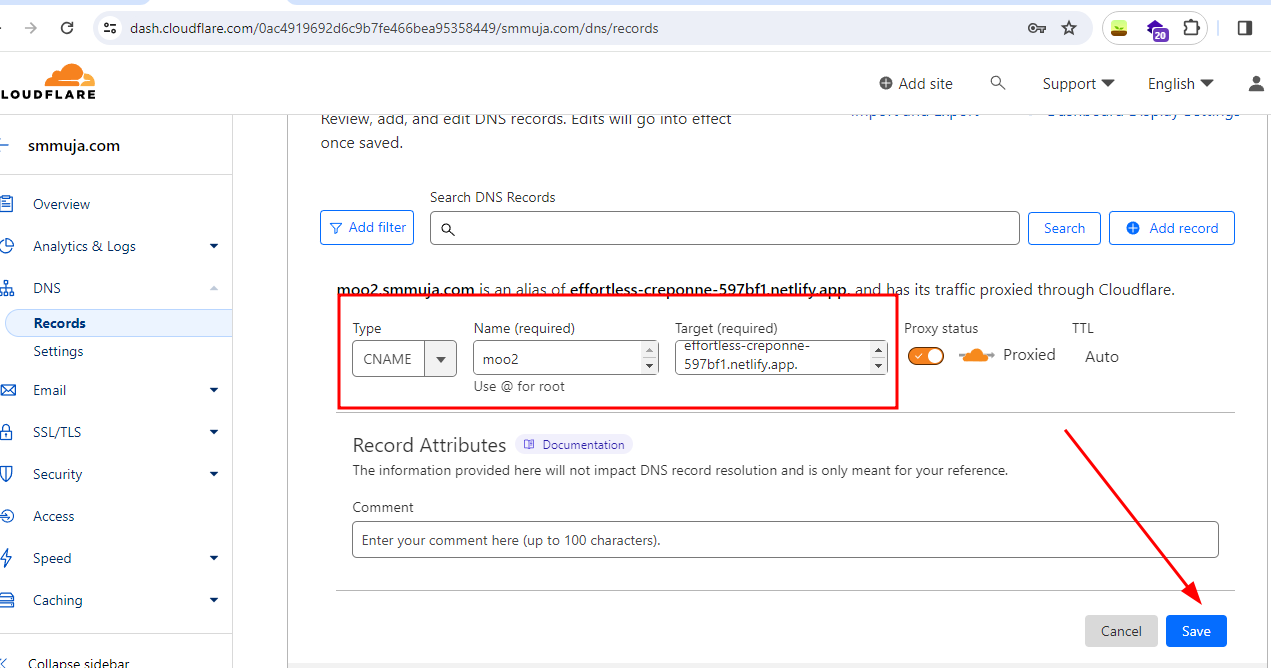 dash.cloudflare.com/0ac4919692d6c9b7fe466bea95358449/smmuja.com/dns/records
20
LOUDFLARE
Add site
Support
English
smmuja.com
Review, add, and edit DNS records. Edits will go into effect
once saved.
Import and Export
Dashboard Display Settings
Overview
Analytics & Logs
DNS
Records
Settings
Email
SSL/TLS
Security
Access
Speed
Caching
Collapse sidebar
Search DNS Records
Add filter
Search
Add record
moo2.smmuja.com is an alias of effortless-creponne-597bf1.netlify.app. and has its traffic proxied through Cloudflare.
Type
Name (required)
Target (required)
Proxy status
TTL
CNAME
moo2
effortless-creponne-
597bf1.netlify.app.
Proxied
Auto
Use @ for root
Record Attributes
Documentation
The information provided here will not impact DNS record resolution and is only meant for your reference.
Comment
Enter your comment here (up to 100 characters).
Cancel
Save